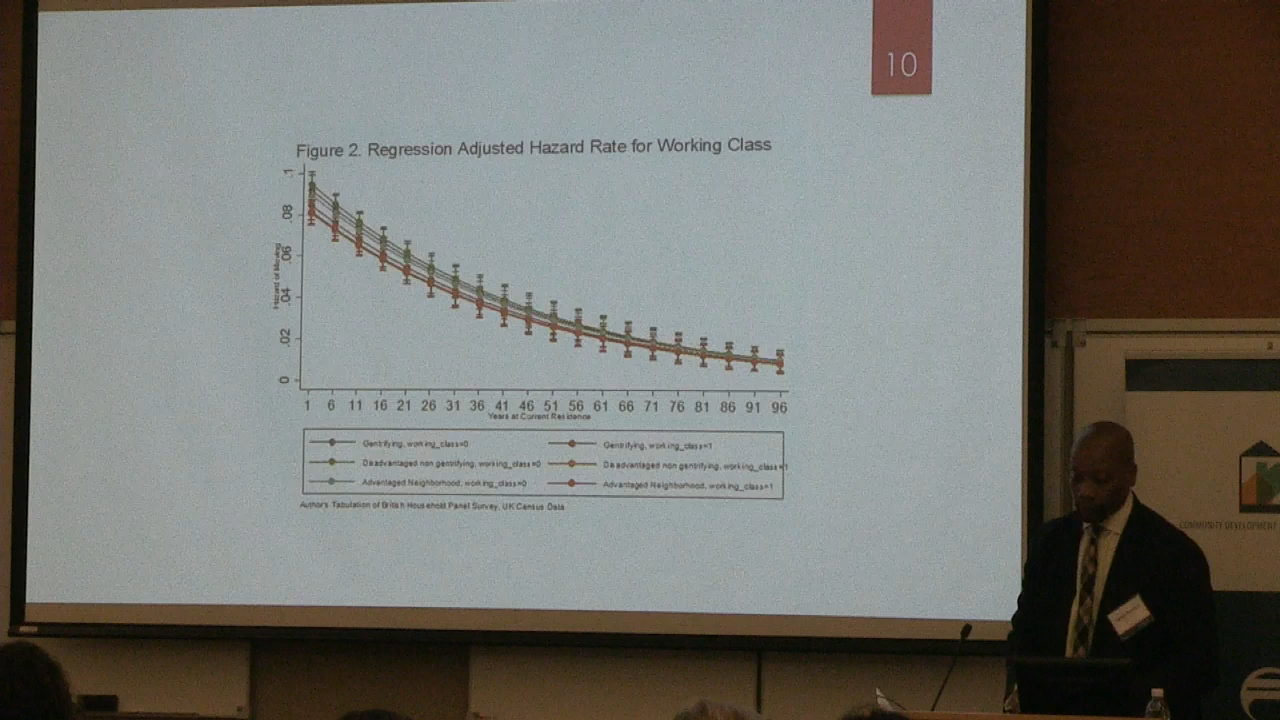 10
Figure 2. Regression Adjusted Hazard Rate for Working Class
.1
.08
.06
.04
.02
0
Hazard of Moving
1 6 11 16 21 26 31 36 41 46 51 56 61 66 71 76 81 86 91 96
Years at Current Residence
Gentrifying, working_class=0 Gentrifying, working_class=1
Disadvantaged non gentrifying, working_class=0 Disadvantaged non gentrifying, working_class=1
Advantaged Neighborhood, working_class=0 Advantaged Neighborhood, working_class=1
Authors Tabulation of British Household Panel Survey, UK Census Data
COMMUNITY DEVELOPMENT